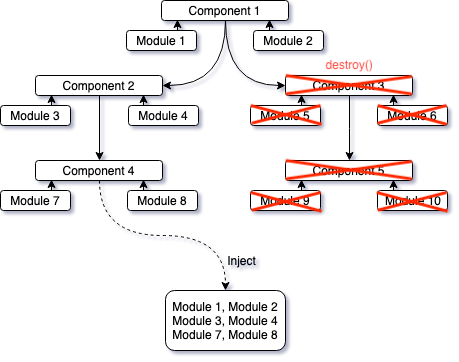 Component 1
Module 1
Module 2
destroy()
Component 2
Component 3
Module 3
Module 4
Module 5
Module 6
Component 4
Component 5
Module 7
Module 8
Module 9
Module 10
Inject
Module 1, Module 2
Module 3, Module 4
Module 7, Module 8